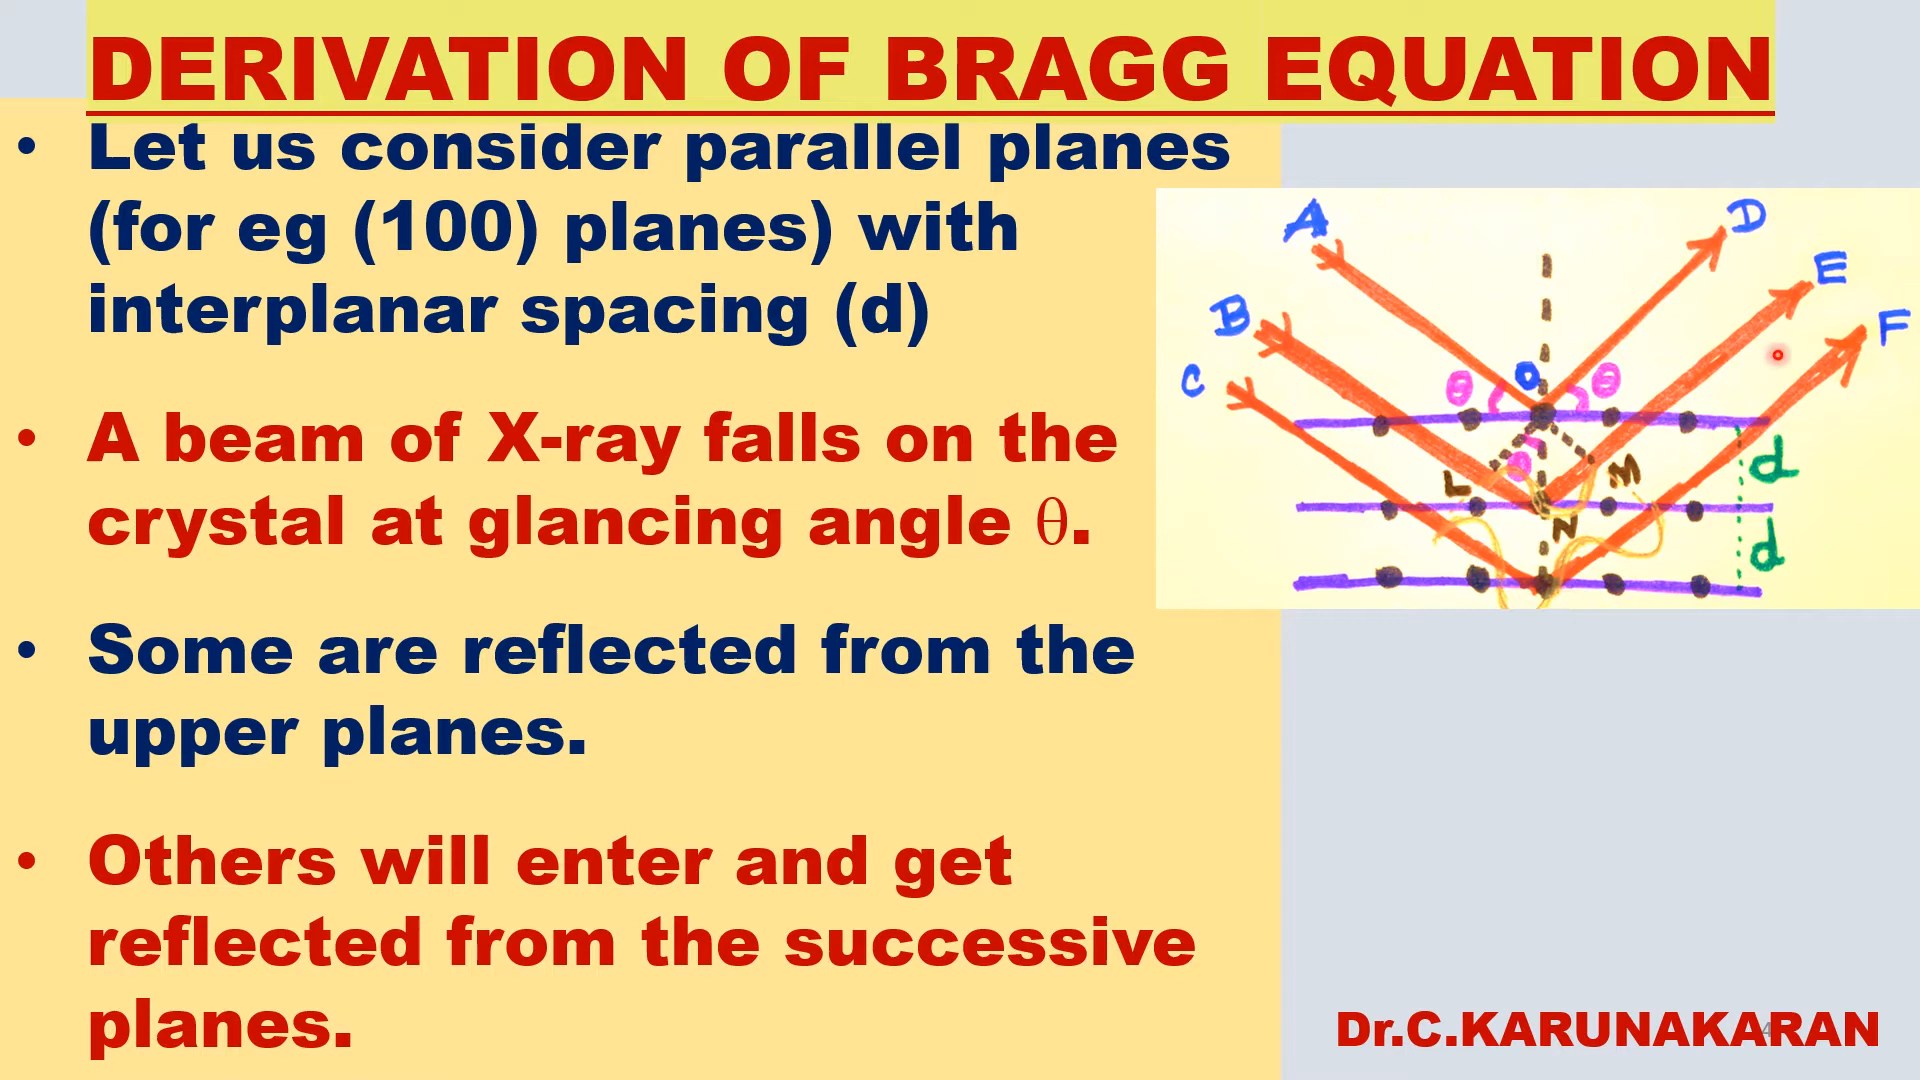 DERIVATION OF BRAGG EQUATION
• Let us consider parallel planes
(for eg (100) planes) with
interplanar spacing (d)
• A beam of X-ray falls on the
crystal at glancing angle θ.
• Some are reflected from the
upper planes.
• Others will enter and get
reflected from the successive
planes.
A
D
B
E
C
F
θ
O
θ
θ
L
M
N
d
d
Dr.C.KARUNAKARAN
4